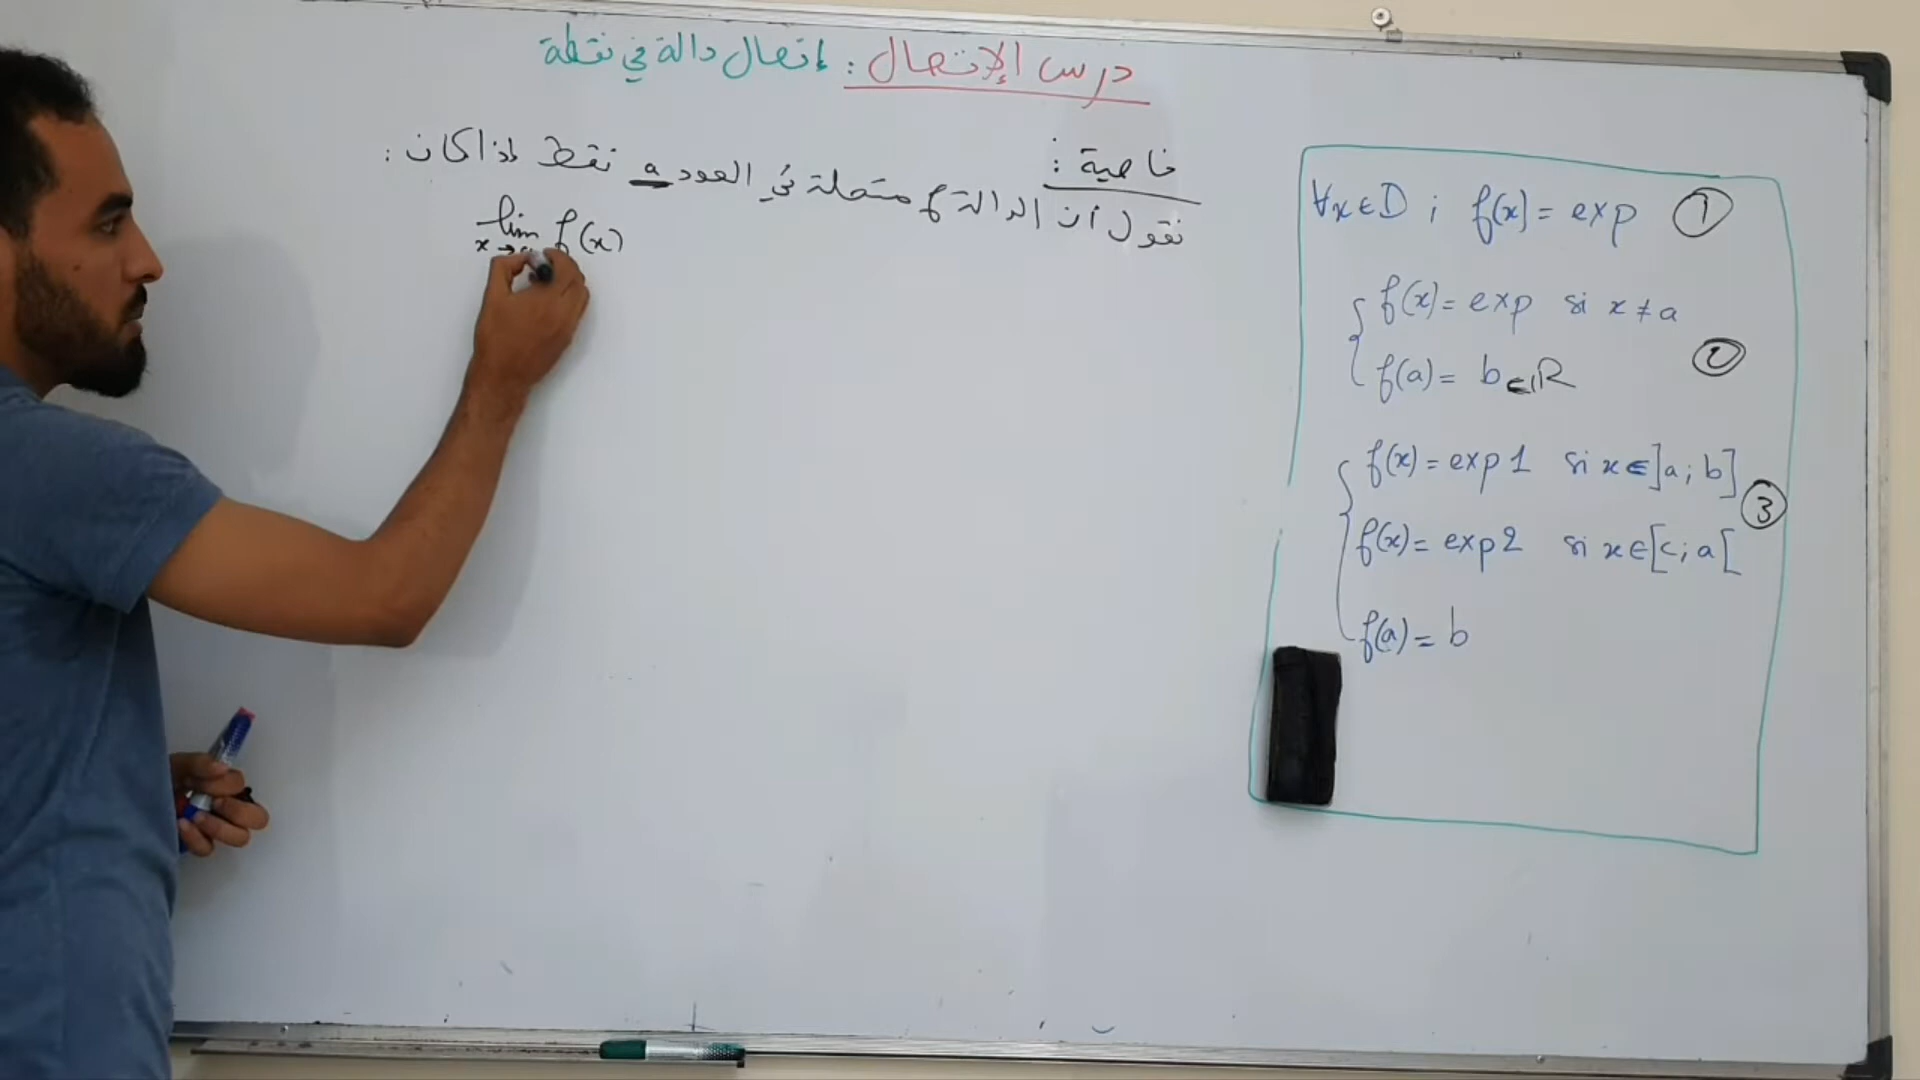 درس الإتصال : إتصال دالة في نقطة
خاصية :
نقول أن الدالة f متصلة في العدد a فقط إذا كان :
lim f(x)
x → a
∀x∈D ; f(x) = exp ①
{ f(x) = exp si x ≠ a
f(a) = b ∈ ℝ ②
{ f(x) = exp 1 si x ∈ ]a ; b]
③
f(x) = exp 2 si x ∈ [c ; a[
f(a) = b